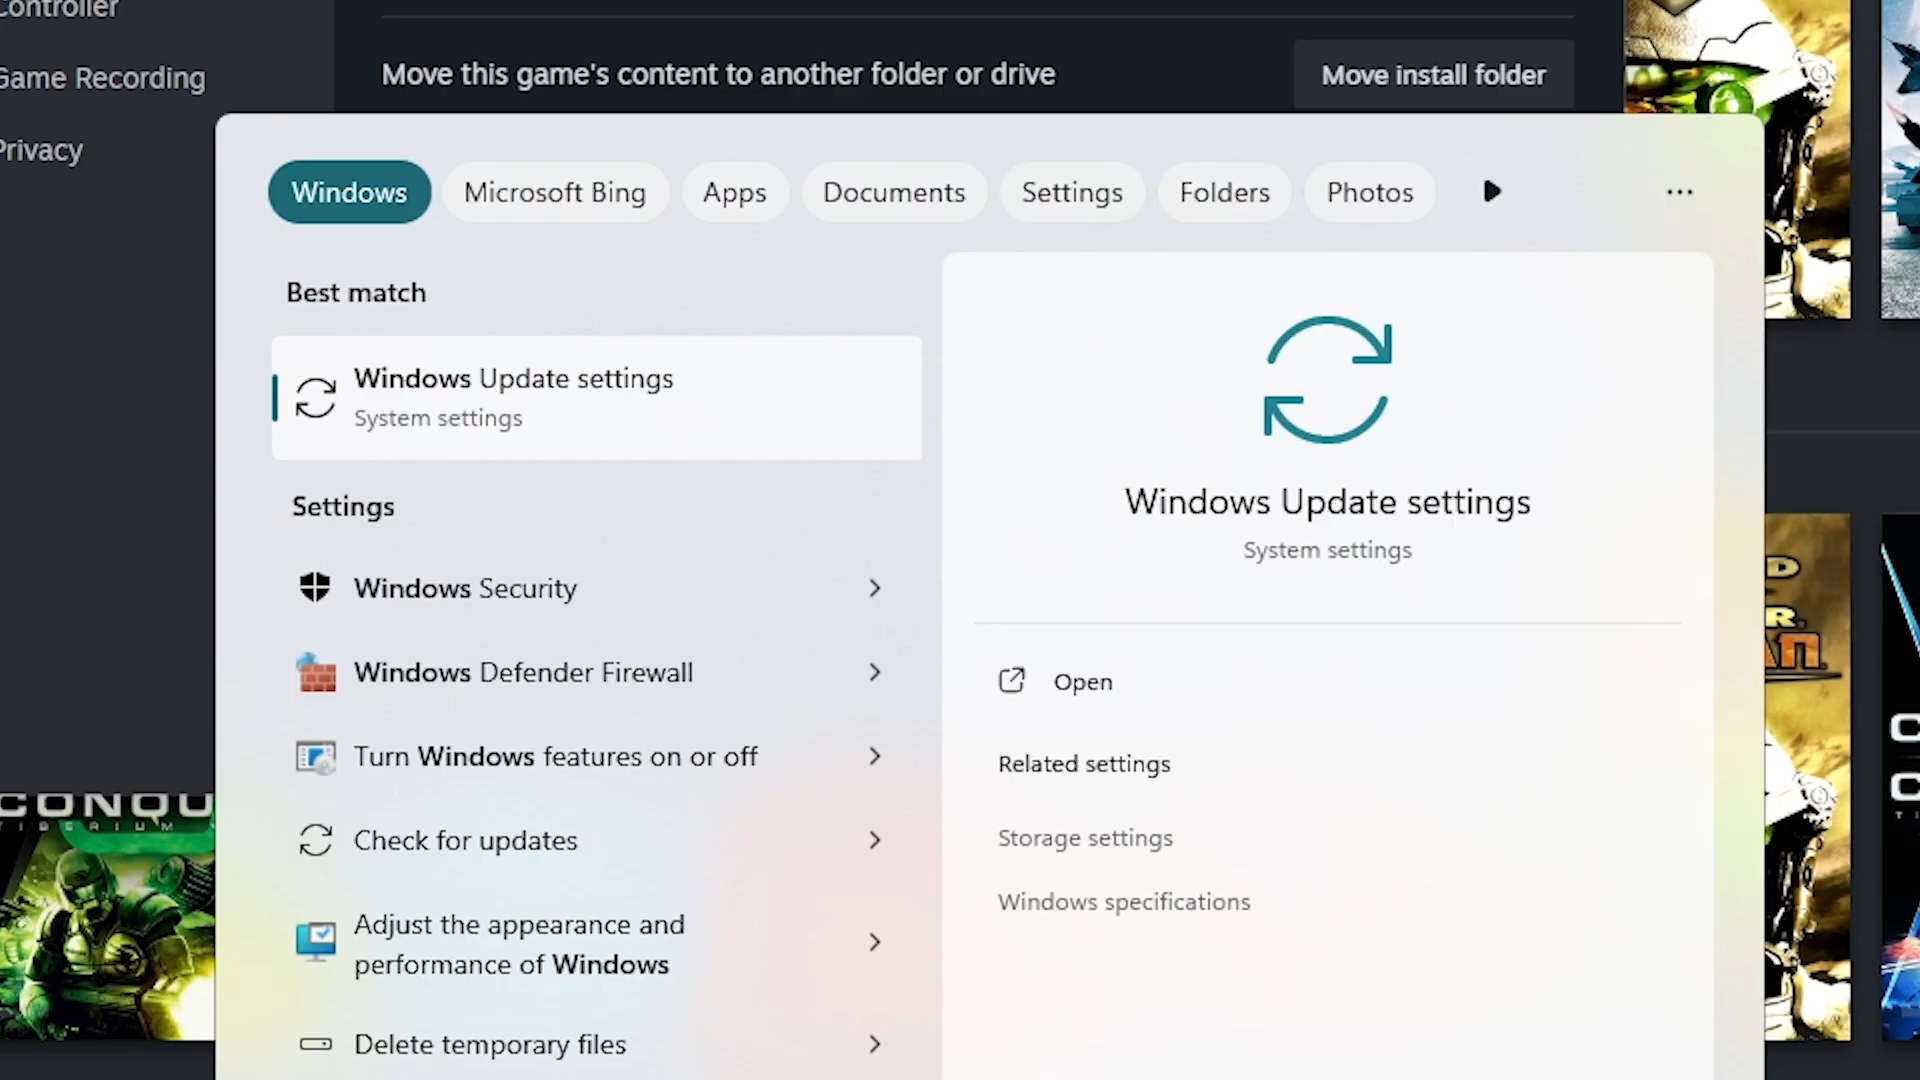 Controller
Game Recording
Privacy
Move this game's content to another folder or drive
Move install folder
Windows
Microsoft Bing
Apps
Documents
Settings
Folders
Photos
Best match
Windows Update settings
System settings
Settings
Windows Security
Windows Defender Firewall
Turn Windows features on or off
Check for updates
Adjust the appearance and
performance of Windows
Delete temporary files
Windows Update settings
System settings
Open
Related settings
Storage settings
Windows specifications
CONQU
TIBERIUM